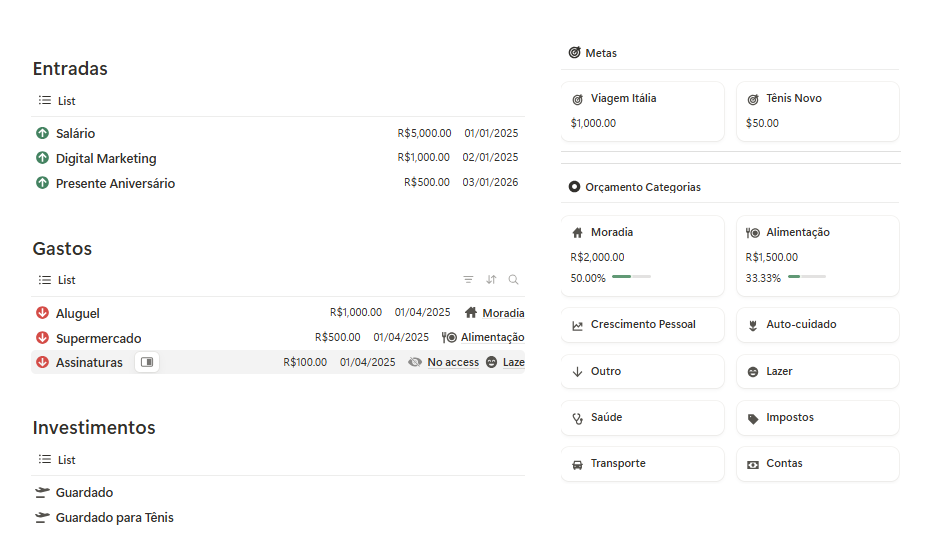 Entradas
List
Salário R$5,000.00 01/01/2025
Digital Marketing R$1,000.00 02/01/2025
Presente Aniversário R$500.00 03/01/2026
Gastos
List
Aluguel R$1,000.00 01/04/2025 Moradia
Supermercado R$500.00 01/04/2025 Alimentação
Assinaturas R$100.00 01/04/2025 No access Laze
Investimentos
List
Guardado
Guardado para Tênis
Metas
Viagem Itália
$1,000.00
Tênis Novo
$50.00
Orçamento Categorias
Moradia
R$2,000.00
50.00%
Alimentação
R$1,500.00
33.33%
Crescimento Pessoal
Auto-cuidado
Outro
Lazer
Saúde
Impostos
Transporte
Contas